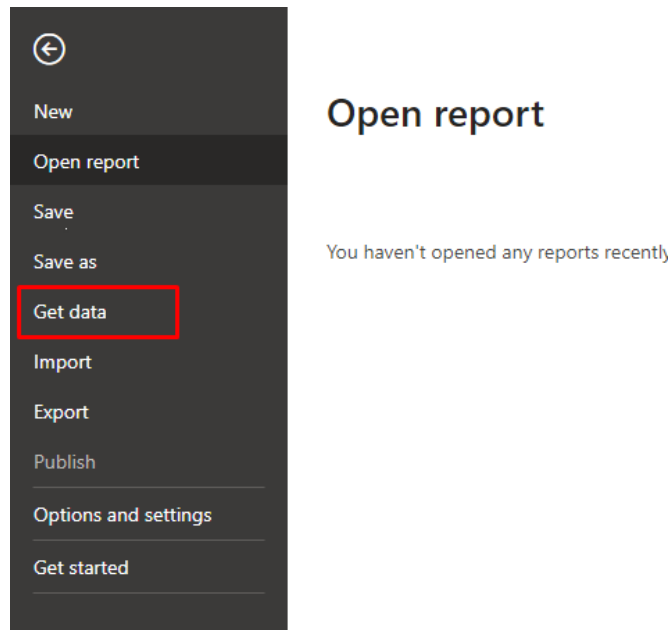 New
Open report
Save
Save as
Get data
Import
Export
Publish
Options and settings
Get started
Open report
You haven't opened any reports recently